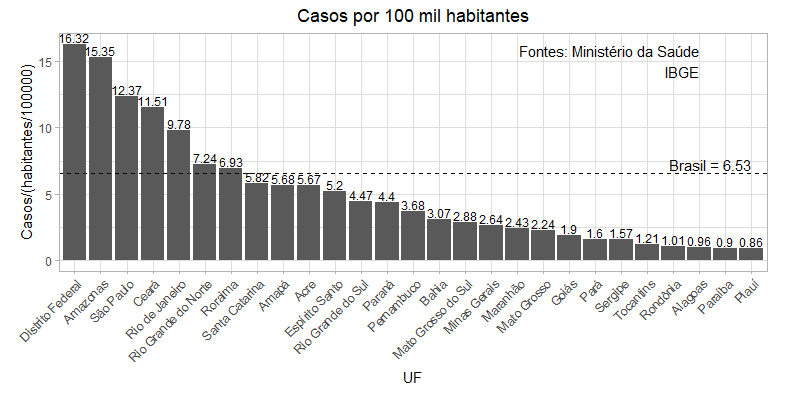 Casos por 100 mil habitantes
Fontes: Ministério da Saúde
IBGE
Brasil = 6.53
Casos/(habitantes/100000)
15
10
5
0
16.32
15.35
12.37
11.51
9.78
7.24
6.93
5.82
5.68
5.67
5.2
4.47
4.4
3.68
3.07
2.88
2.64
2.43
2.24
1.9
1.6
1.57
1.21
1.01
0.96
0.9
0.86
Distrito Federal
Amazonas
São Paulo
Ceará
Rio de Janeiro
Rio Grande do Norte
Roraima
Santa Catarina
Amapá
Acre
Espírito Santo
Rio Grande do Sul
Paraná
Pernambuco
Bahia
Mato Grosso do Sul
Minas Gerais
Maranhão
Mato Grosso
Goiás
Pará
Sergipe
Tocantins
Rondônia
Alagoas
Paraíba
Piauí
UF